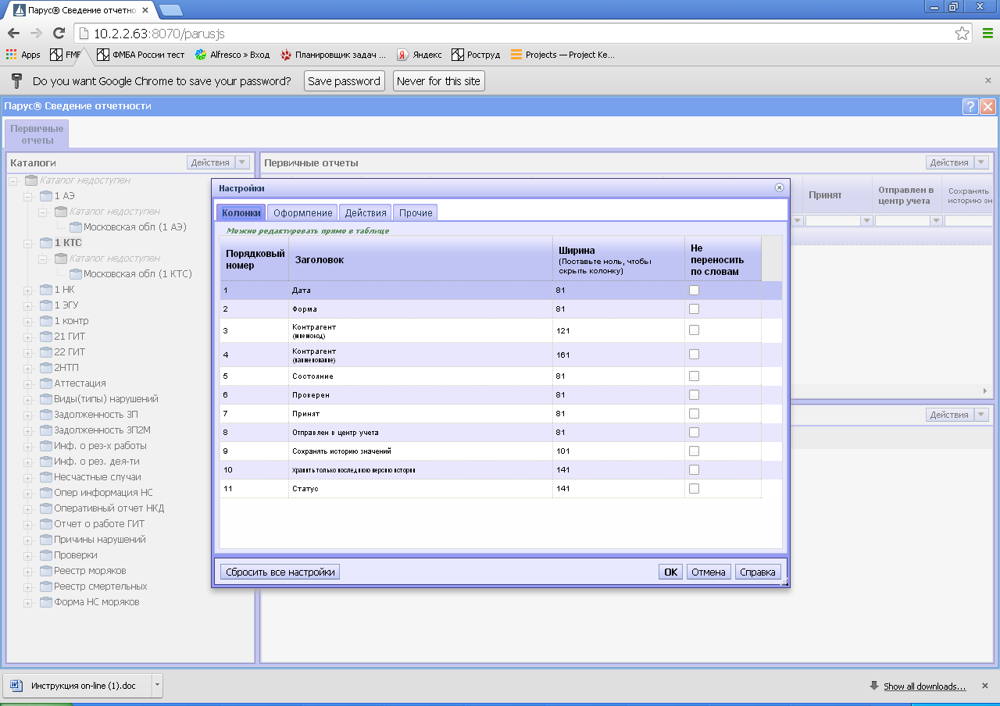 Парус® Сведение отчетно
10.2.2.63:8070/parusjs
Apps
ФМБА России тест
Alfresco » Вход
Планировщик задач ...
Яндекс
Роструд
Projects — Project Ke...
Do you want Google Chrome to save your password?
Save password
Never for this site
Парус® Сведение отчетности
Первичные
отчеты
Каталоги
Действия
Первичные отчеты
Действия
Каталог недоступен
1 АЭ
Каталог недоступен
Московская обл (1 АЭ)
1 КТС
Каталог недоступен
Московская обл (1 КТС)
1 НК
1 ЭГУ
1 контр
21 ГИТ
22 ГИТ
2НТП
Аттестация
Виды(типы) нарушений
Задолженность ЗП
Задолженность ЗП2М
Инф. о рез-х работы
Инф. о рез. дея-ти
Несчастные случаи
Опер информация НС
Оперативный отчет НКД
Отчет о работе ГИТ
Причины нарушений
Проверки
Реестр моряков
Реестр смертельных
Форма НС моряков
Принят
Отправлен в
центр учета
Сохранять
историю зн
Действия
Настройки
Колонки
Оформление
Действия
Прочие
Можно редактировать прямо в таблице
Порядковый
номер
Заголовок
Ширина
(Поставьте ноль, чтобы
скрыть колонку)
Не
переносить
по словам
1 Дата 81
2 Форма 81
3 Контрагент
(мнемокод) 121
4 Контрагент
(наименование) 161
5 Состояние 81
6 Проверен 81
7 Принят 81
8 Отправлен в центр учета 81
9 Сохранять историю значений 101
10 Хранить только последнюю версию истории 141
11 Статус 141
Сбросить все настройки
OK
Отмена
Справка
Инструкция on-line (1).doc
Show all downloads...